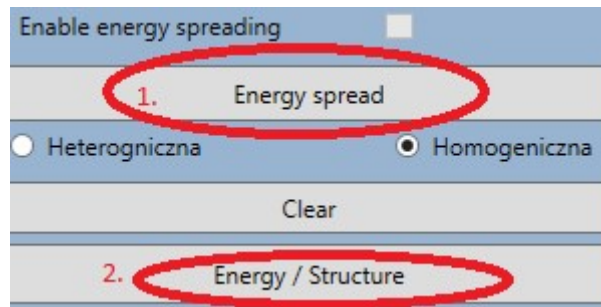 Enable energy spreading
1. Energy spread
Heterogniczna Homogeniczna
Clear
2. Energy / Structure